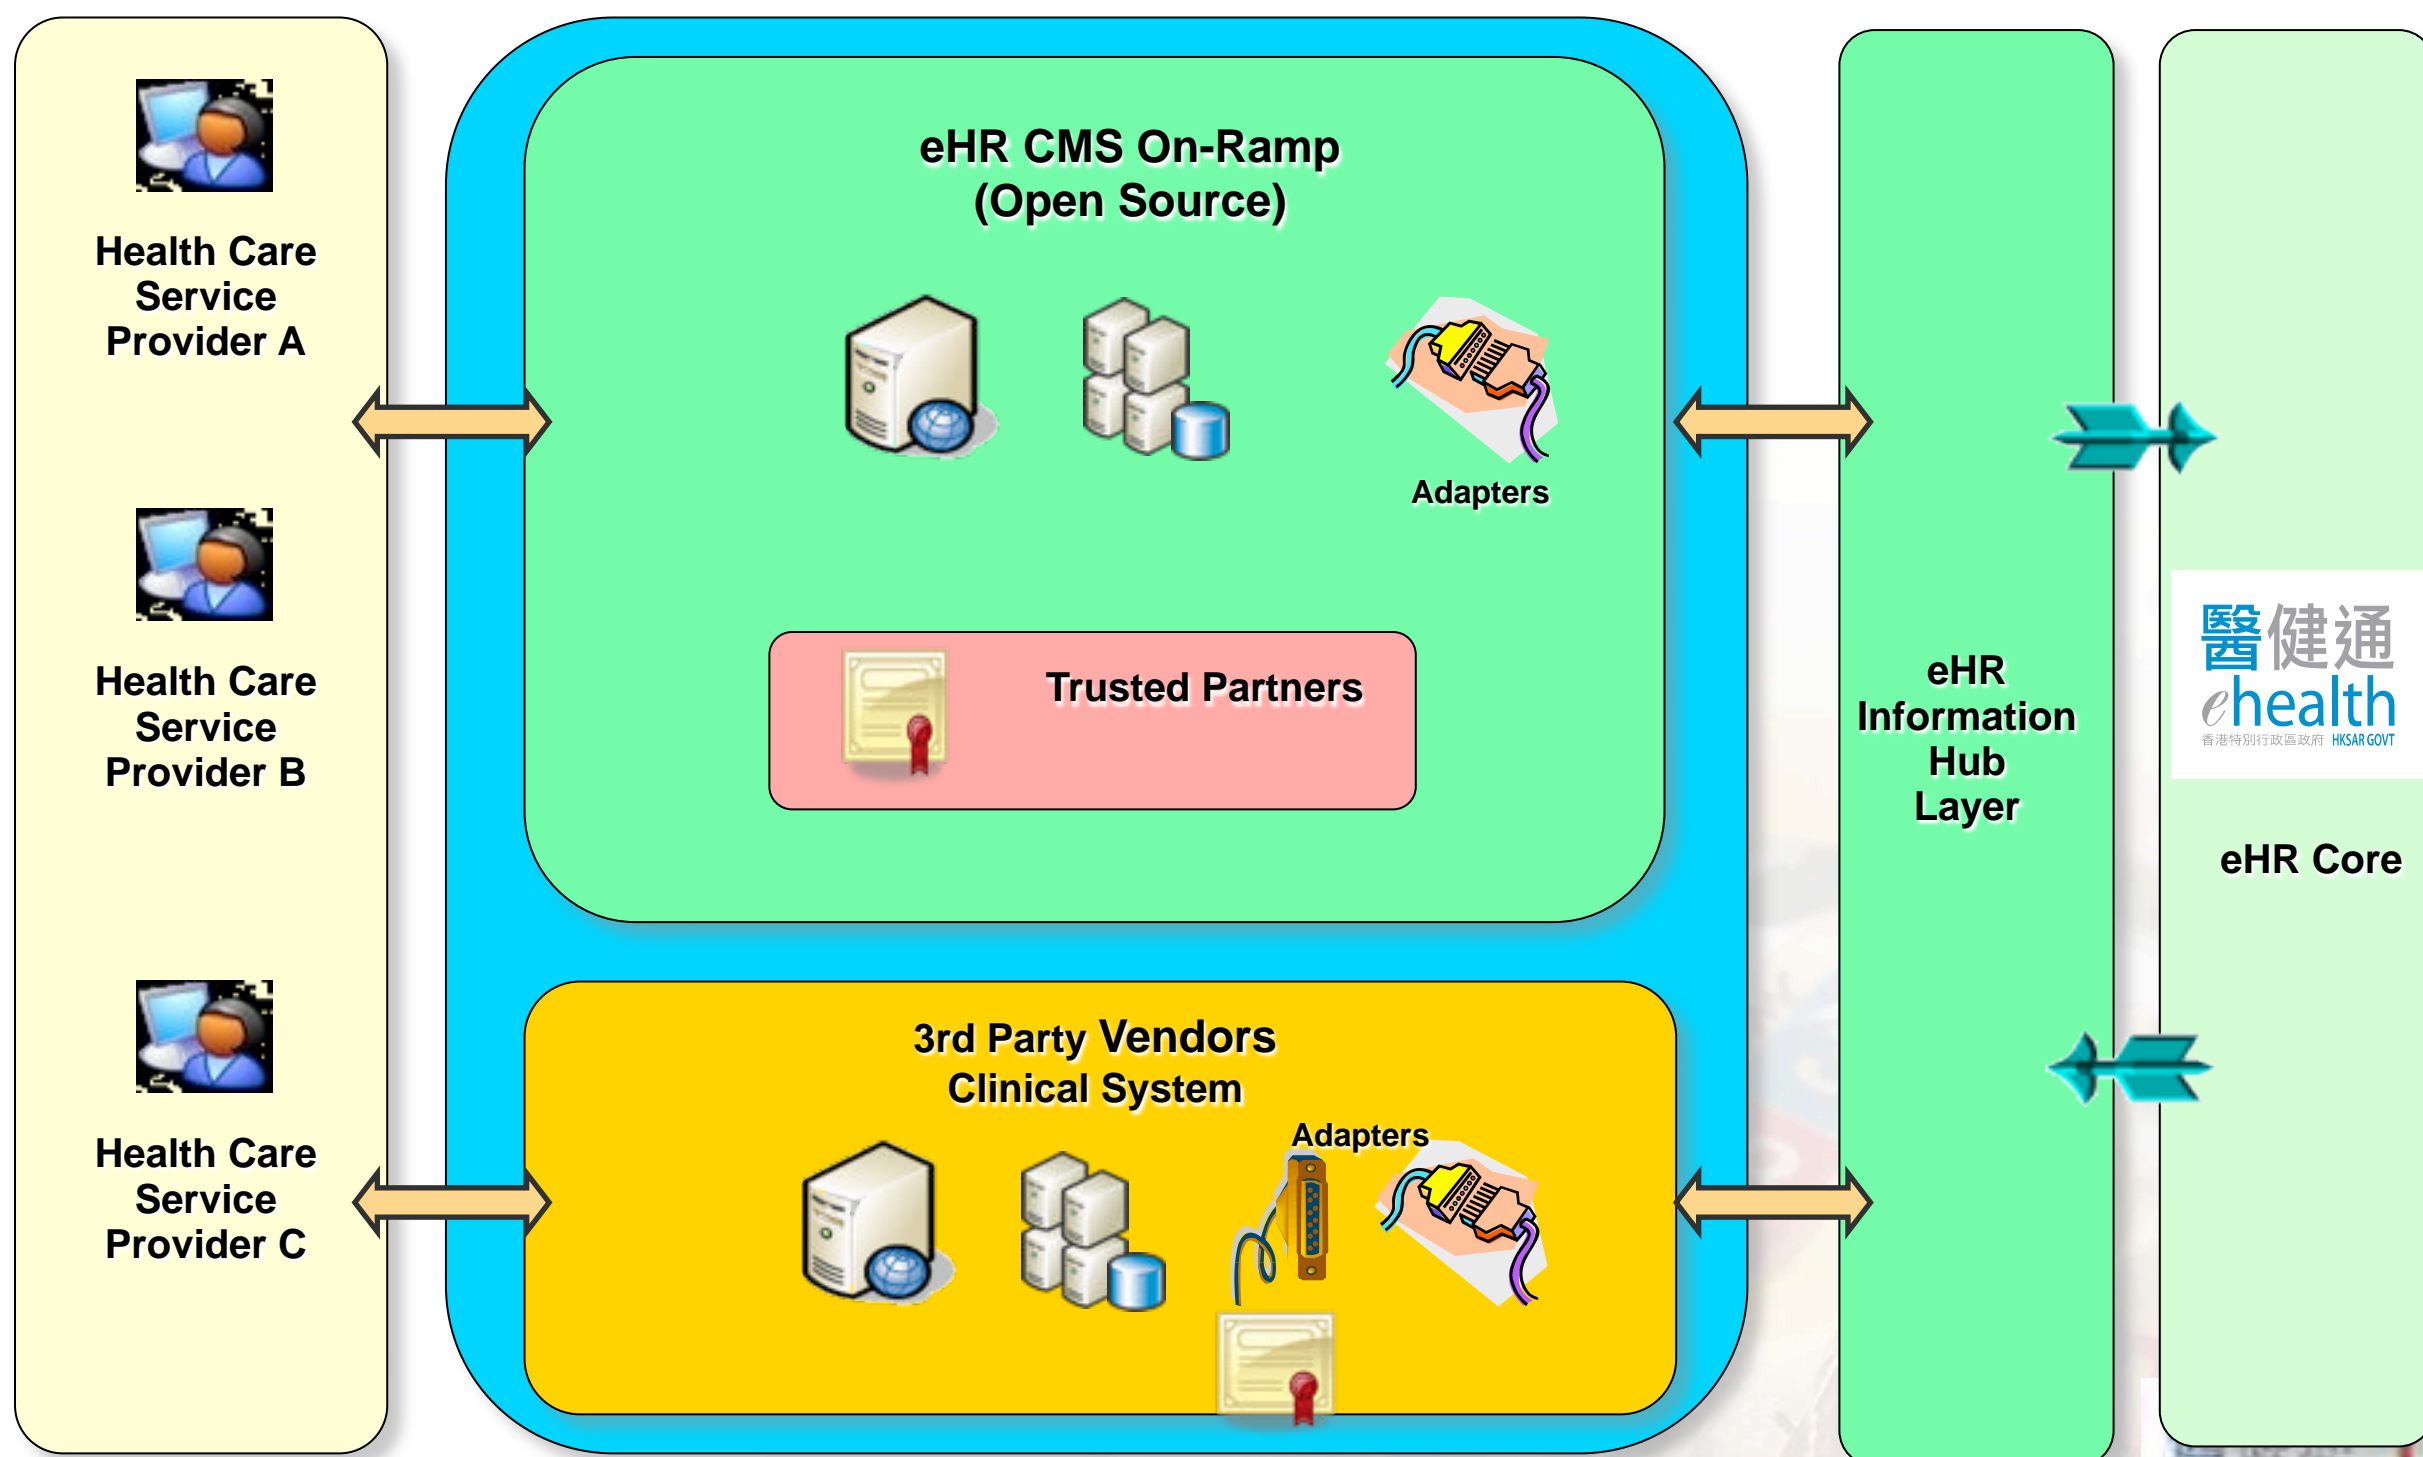 Health Care
Service
Provider A
Health Care
Service
Provider B
Health Care
Service
Provider C
eHR CMS On-Ramp
(Open Source)
Adapters
Trusted Partners
3rd Party Vendors
Clinical System
Adapters
eHR
Information
Hub
Layer
醫健通
ehealth
香港特別行政區政府 HKSAR GOVT
eHR Core